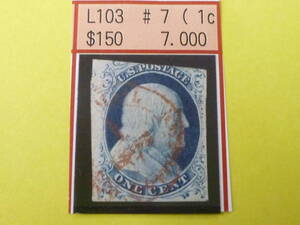 L103 # 7 ( 1c
$150 7.000
U.S. POSTAGE
ONE CENT